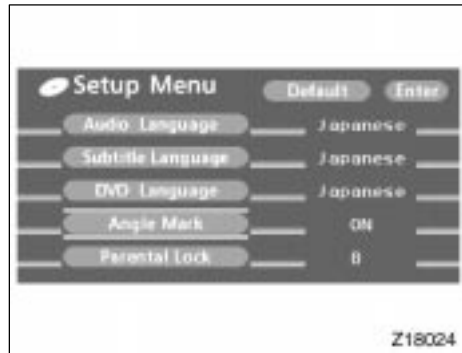 Setup Menu Default Enter
Audio Language Japanese
Subtitle Language Japanese
DVD Language Japanese
Angle Mark ON
Parental Lock 8
Z18024